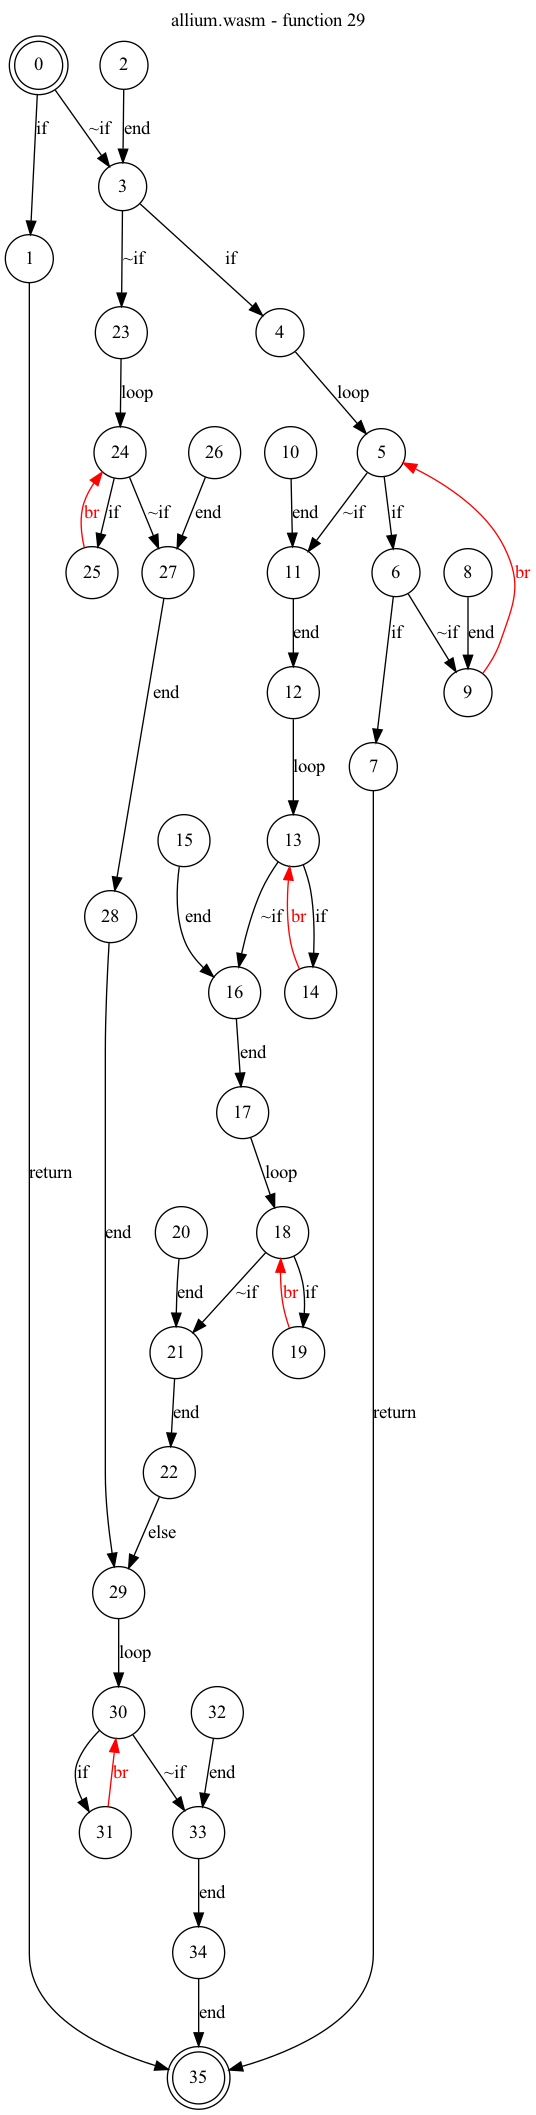 allium.wasm - function 29
0
2
if
~if
end
3
1
~if
if
23
4
loop
loop
24
26
10
5
br
if
~if
end
end
~if
if
br
25
27
11
6
8
end
end
if
~if
end
12
9
loop
7
15
13
28
end
~if
br
if
16
14
end
17
return
loop
end
20
18
end
~if
br
if
21
19
end
return
22
else
29
loop
30
32
if
br
~if
end
31
33
end
34
end
35